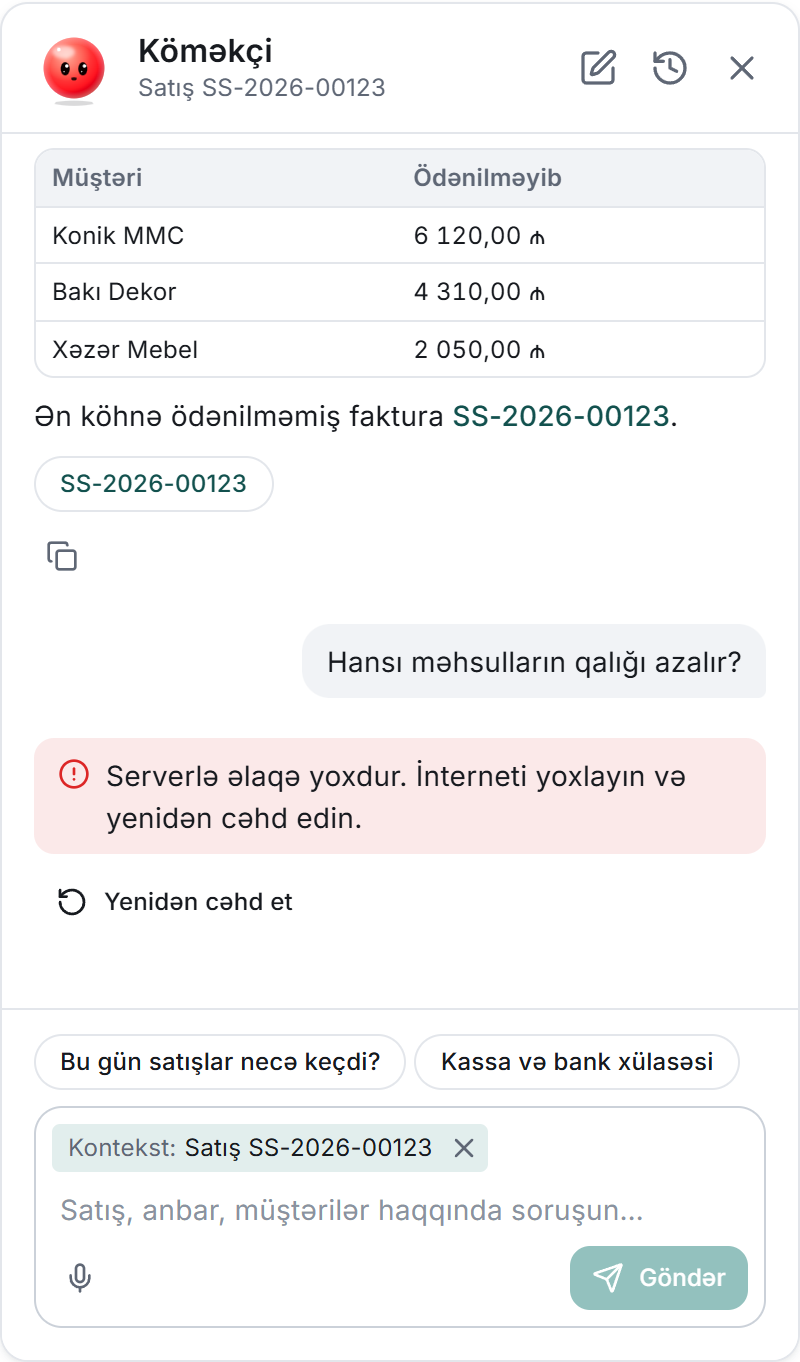 Köməkçi
Satış SS-2026-00123
Müştəri Ödənilməyib
Konik MMC 6 120,00 ₼
Bakı Dekor 4 310,00 ₼
Xəzər Mebel 2 050,00 ₼
Ən köhnə ödənilməmiş faktura SS-2026-00123.
SS-2026-00123
Hansı məhsulların qalığı azalır?
Serverlə əlaqə yoxdur. İnterneti yoxlayın və
yenidən cəhd edin.
Yenidən cəhd et
Bu gün satışlar necə keçdi? Kassa və bank xülasəsi
Kontekst: Satış SS-2026-00123
Satış, anbar, müştərilər haqqında soruşun...
Göndər